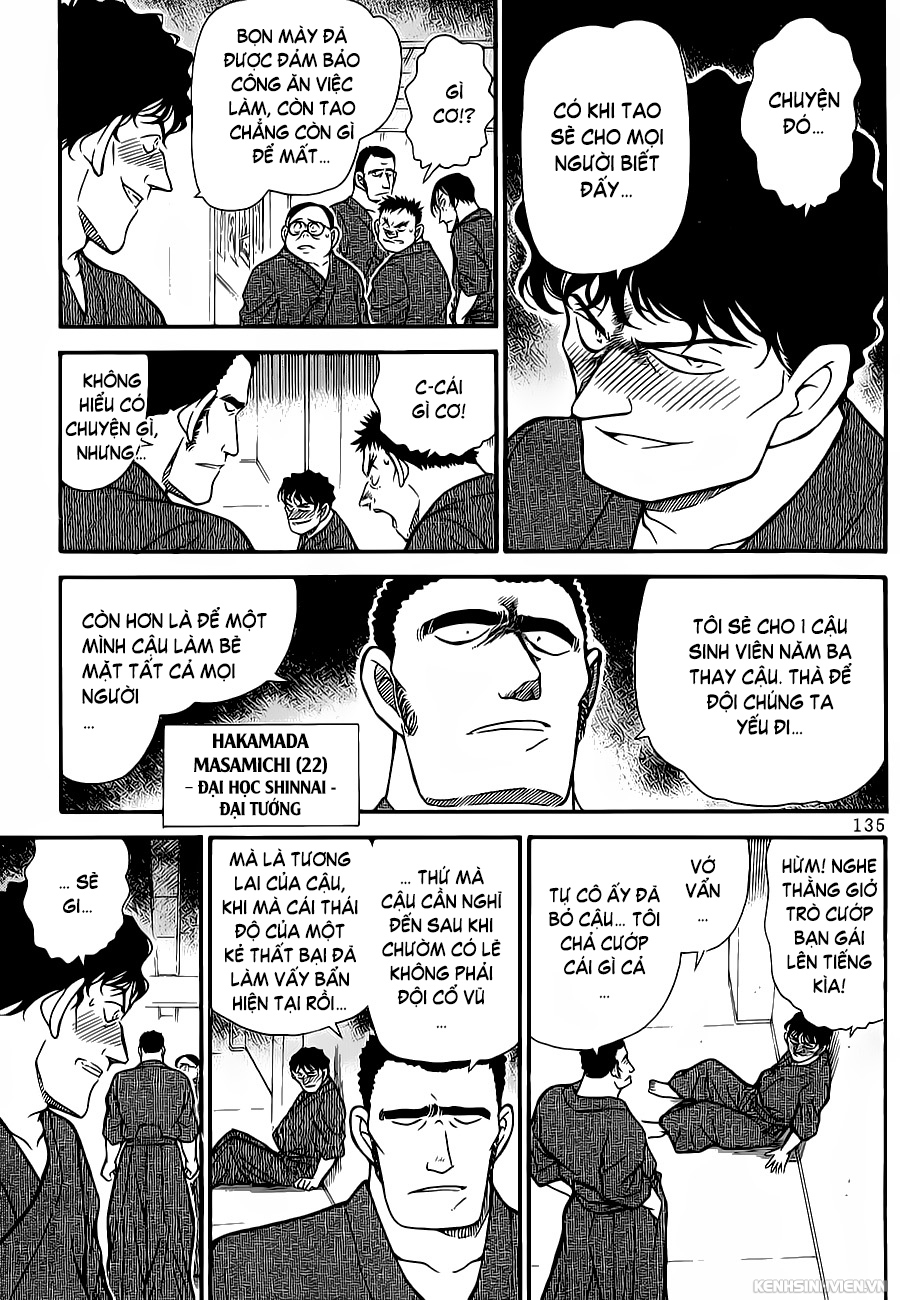 CHUYỆN
ĐÓ...
CÓ KHI TAO
SẼ CHO MỌI
NGƯỜI BIẾT
ĐẤY...
GÌ
CƠ!?
BỌN MÀY ĐÃ
ĐƯỢC ĐẢM BẢO
CÔNG ĂN VIỆC
LÀM, CÒN TAO
CHẲNG CÒN GÌ
ĐỂ MẤT...
C-CÁI
GÌ CƠ!
KHÔNG
HIỂU CÓ
CHUYỆN GÌ,
NHƯNG!..
TÔI SẼ CHO 1 CẬU
SINH VIÊN NĂM BA
THAY CẬU. THÀ ĐỂ
ĐỘI CHÚNG TA
YẾU ĐI...
CÒN HƠN LÀ ĐỂ MỘT
MÌNH CẬU LÀM BẼ
MẶT TẤT CẢ MỌI
NGƯỜI
...
HAKAMADA
MASAMICHI (22)
– ĐẠI HỌC SHINNAI -
ĐẠI TƯỚNG
135
HỪM! NGHE
THẰNG GIỞ
TRÒ CƯỚP
BẠN GÁI
LÊN TIẾNG
KÌA!
VỚ
VẨN
...
TỰ CÔ ẤY ĐÃ
BỎ CẬU... TÔI
CHẢ CƯỚP
CÁI GÌ CẢ
...
... THỨ MÀ
CẬU CẦN NGHĨ
ĐẾN SAU KHI
CHƯỜM CÓ LẼ
KHÔNG PHẢI
ĐỘI CỔ VŨ
...
MÀ LÀ TƯƠNG
LAI CỦA CẬU,
KHI MÀ CÁI THÁI
ĐỘ CỦA MỘT
KẺ THẤT BẠI ĐÃ
LÀM VẤY BẨN
HIỆN TẠI RỒI...
... SẼ
GI...
KENHSINHVIEN.VN